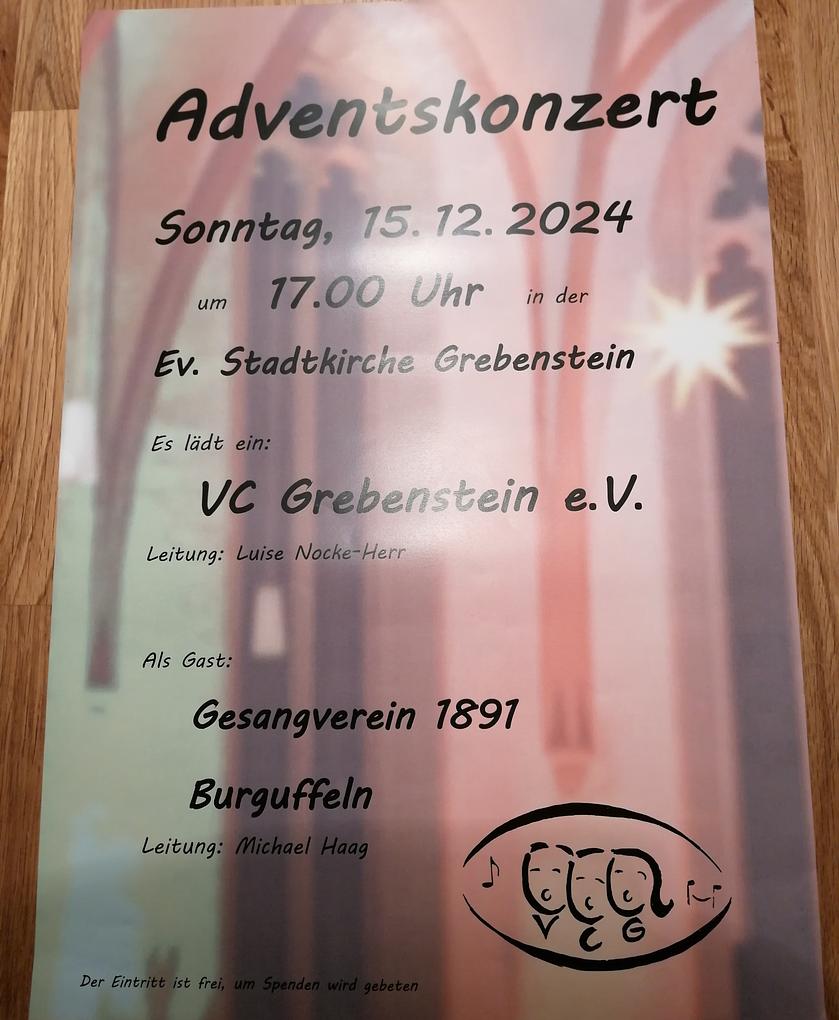 Adventskonzert
Sonntag, 15.12.2024
um 17.00 Uhr in der
Ev. Stadtkirche Grebenstein
Es lädt ein:
VC Grebenstein e.V.
Leitung: Luise Nocke-Herr
Als Gast:
Gesangverein 1891
Burguffeln
Leitung: Michael Haag
V C G
Der Eintritt ist frei, um Spenden wird gebeten